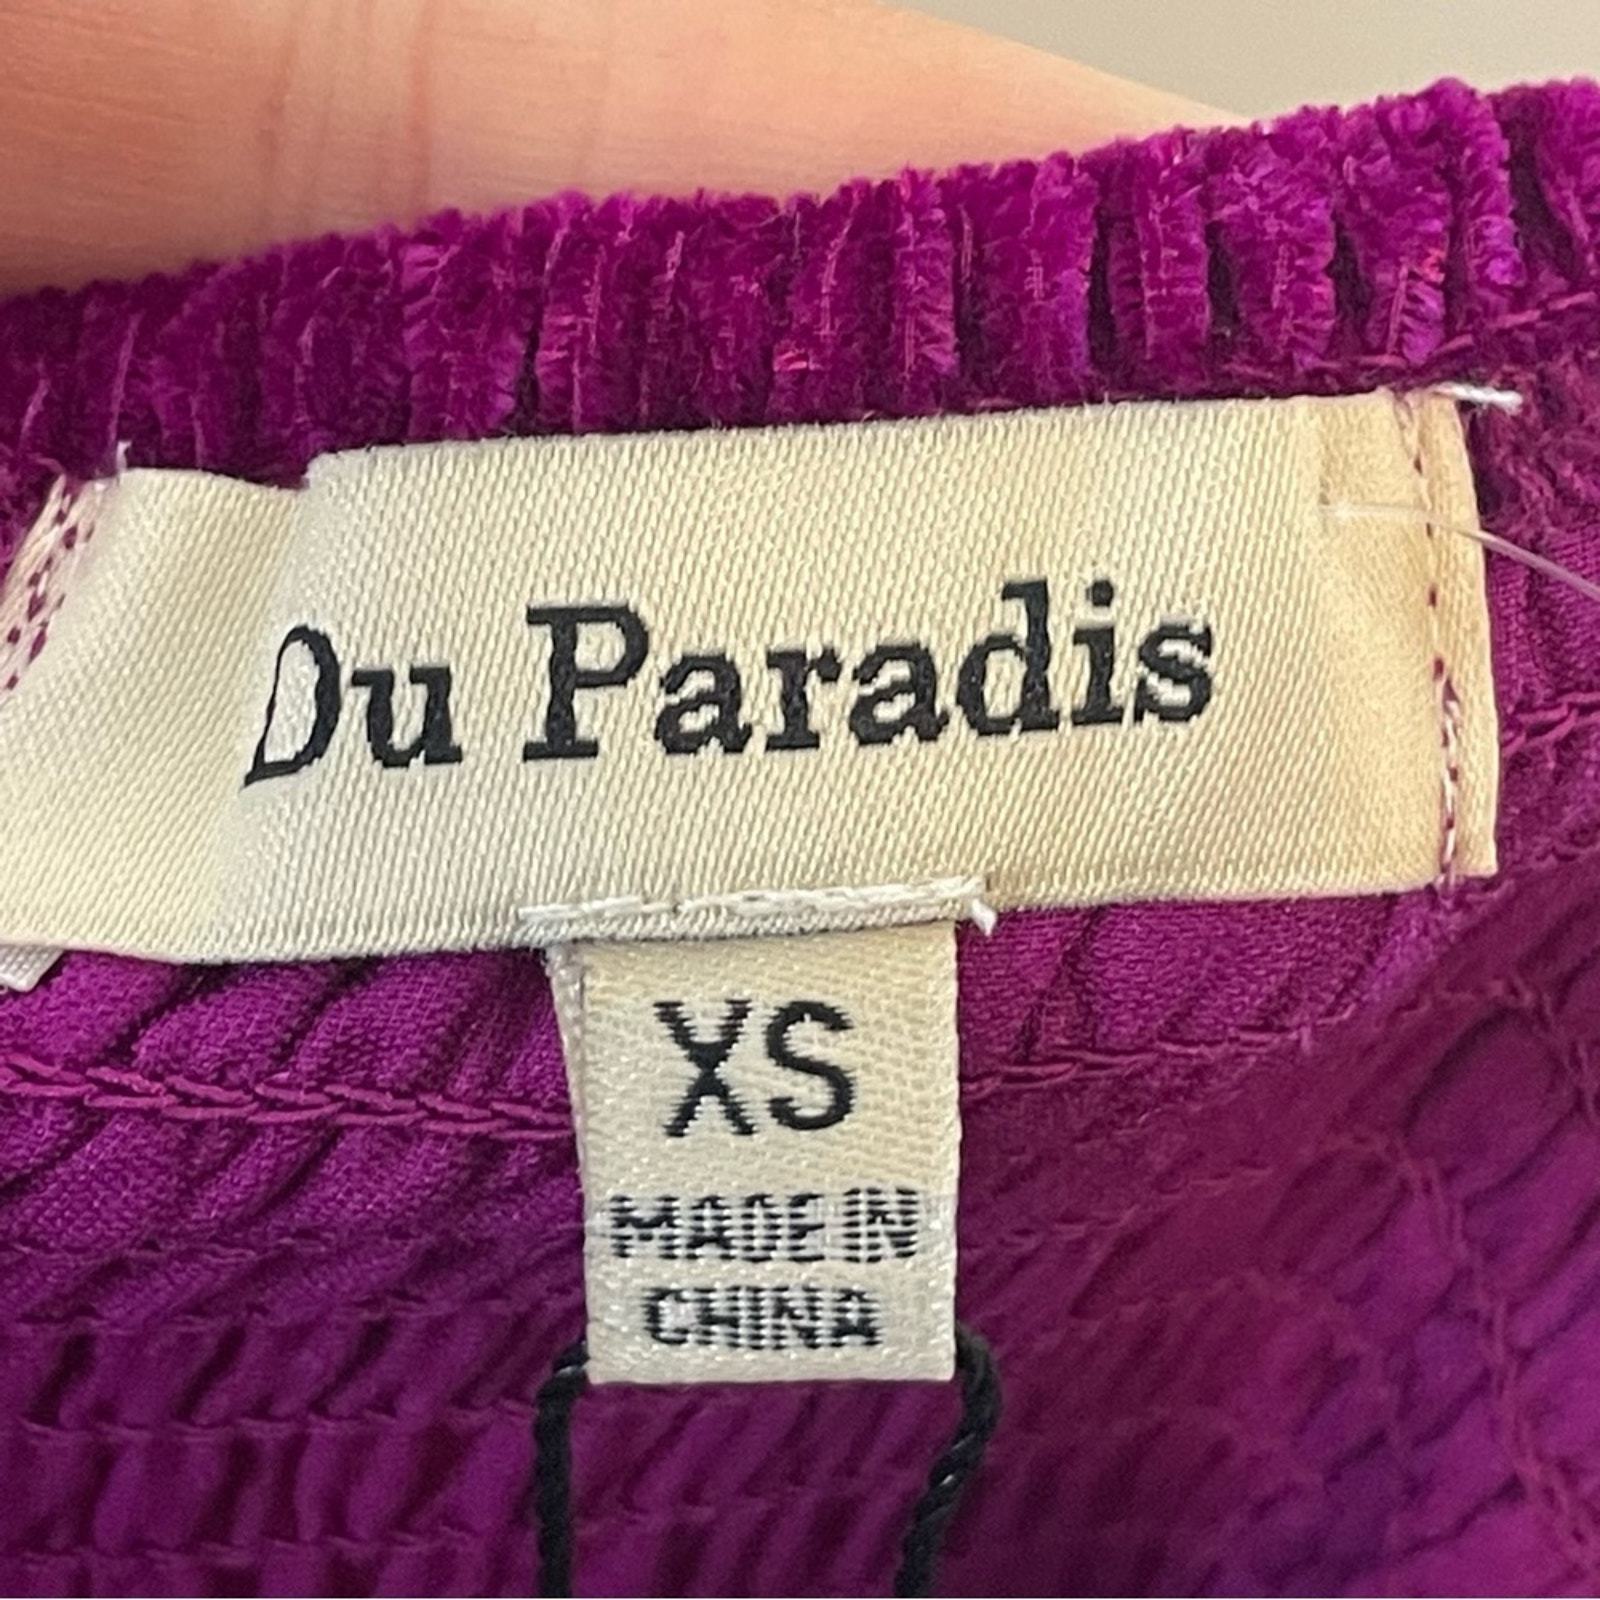 Du Paradis
XS
MADE IN
CHINA